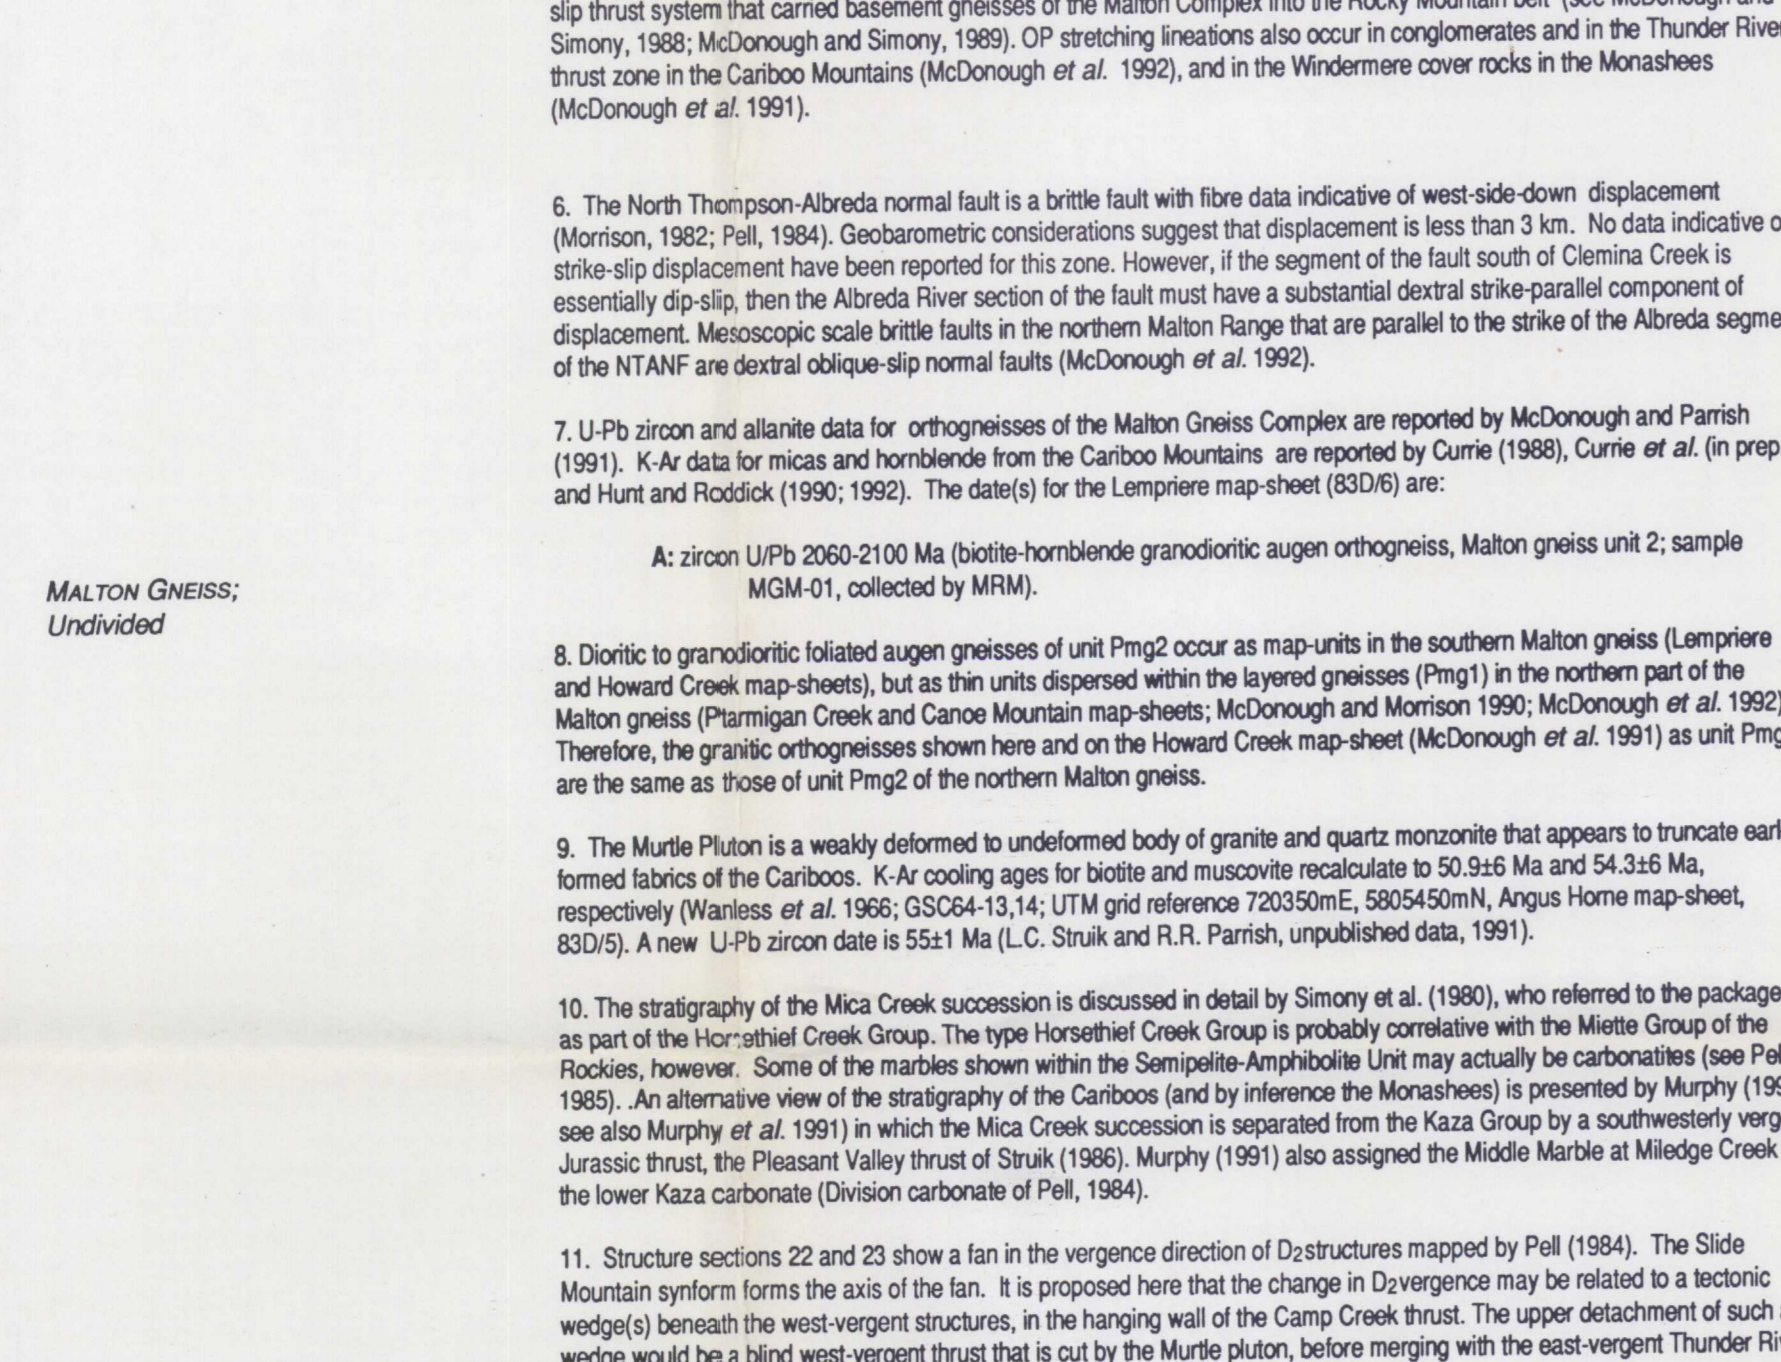 slip thrust system that carried basement gneisses of the Malton Complex into the Rocky Mountain belt (see McDonough and
Simony, 1988; McDonough and Simony, 1989). OP stretching lineations also occur in conglomerates and in the Thunder River
thrust zone in the Cariboo Mountains (McDonough et al. 1992), and in the Windermere cover rocks in the Monashees
(McDonough et al. 1991).
6. The North Thompson-Albreda normal fault is a brittle fault with fibre data indicative of west-side-down displacement
(Morrison, 1982; Pell, 1984). Geobarometric considerations suggest that displacement is less than 3 km. No data indicative o
strike-slip displacement have been reported for this zone. However, if the segment of the fault south of Clemina Creek is
essentially dip-slip, then the Albreda River section of the fault must have a substantial dextral strike-parallel component of
displacement. Mesoscopic scale brittle faults in the northern Malton Range that are parallel to the strike of the Albreda segme
of the NTANF are dextral oblique-slip normal faults (McDonough et al. 1992).
7. U-Pb zircon and allanite data for orthogneisses of the Malton Gneiss Complex are reported by McDonough and Parrish
(1991). K-Ar data for micas and hornblende from the Cariboo Mountains are reported by Currie (1988), Currie et al. (in prep
and Hunt and Roddick (1990; 1992). The date(s) for the Lempriere map-sheet (83D/6) are:
A: zircon U/Pb 2060-2100 Ma (biotite-hornblende granodioritic augen orthogneiss, Malton gneiss unit 2; sample
MGM-01, collected by MRM).
MALTON GNEISS;
Undivided
8. Dioritic to granodioritic foliated augen gneisses of unit Pmg2 occur as map-units in the southern Malton gneiss (Lempriere
and Howard Creek map-sheets), but as thin units dispersed within the layered gneisses (Pmg1) in the northern part of the
Malton gneiss (Ptarmigan Creek and Canoe Mountain map-sheets; McDonough and Morrison 1990; McDonough et al. 1992)
Therefore, the granitic orthogneisses shown here and on the Howard Creek map-sheet (McDonough et al. 1991) as unit Pmg
are the same as those of unit Pmg2 of the northern Malton gneiss.
9. The Murtle Pluton is a weakly deformed to undeformed body of granite and quartz monzonite that appears to truncate earl
formed fabrics of the Cariboos. K-Ar cooling ages for biotite and muscovite recalculate to 50.9±6 Ma and 54.3±6 Ma,
respectively (Wanless et al. 1966; GSC64-13,14; UTM grid reference 720350mE, 5805450mN, Angus Horne map-sheet,
83D/5). A new U-Pb zircon date is 55±1 Ma (L.C. Struik and R.R. Parrish, unpublished data, 1991).
10. The stratigraphy of the Mica Creek succession is discussed in detail by Simony et al. (1980), who referred to the package
as part of the Horsethief Creek Group. The type Horsethief Creek Group is probably correlative with the Miette Group of the
Rockies, however. Some of the marbles shown within the Semipelite-Amphibolite Unit may actually be carbonatites (see Pel
1985). .An alternative view of the stratigraphy of the Cariboos (and by inference the Monashees) is presented by Murphy (199
see also Murphy et al. 1991) in which the Mica Creek succession is separated from the Kaza Group by a southwesterly verg
Jurassic thrust, the Pleasant Valley thrust of Struik (1986). Murphy (1991) also assigned the Middle Marble at Miledge Creek
the lower Kaza carbonate (Division carbonate of Pell, 1984).
11. Structure sections 22 and 23 show a fan in the vergence direction of D2structures mapped by Pell (1984). The Slide
Mountain synform forms the axis of the fan. It is proposed here that the change in D2vergence may be related to a tectonic
wedge(s) beneath the west-vergent structures, in the hanging wall of the Camp Creek thrust. The upper detachment of such
wedge would be a blind west-vergent thrust that is cut by the Murtle pluton, before merging with the east-vergent Thunder Ri